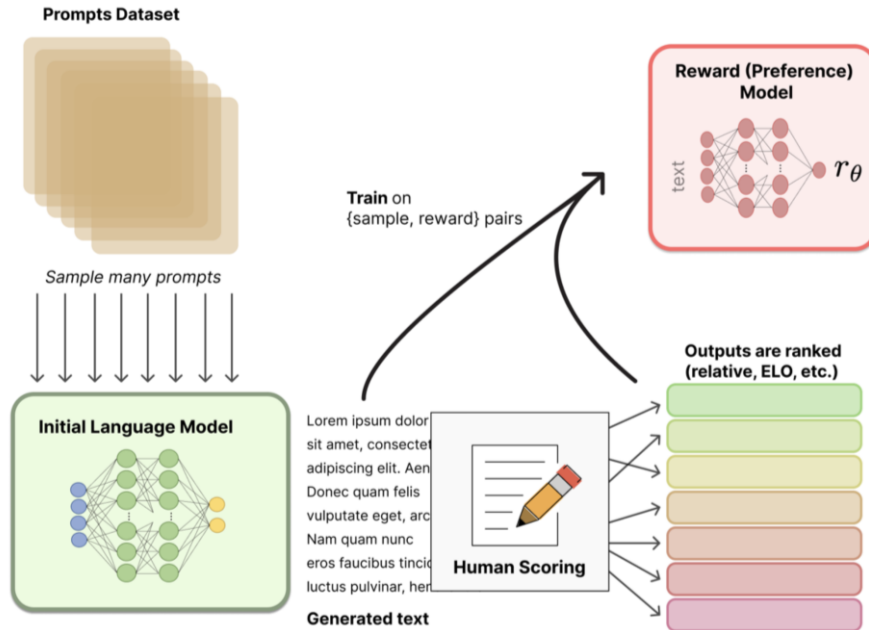 Prompts Dataset
Sample many prompts
Initial Language Model
Train on
{sample, reward} pairs
Reward (Preference)
Model
text
rθ
Lorem ipsum dolor
sit amet, consectet
adipiscing elit. Aen
Donec quam felis
vulputate eget, arc
Nam quam nunc
eros faucibus tincid
luctus pulvinar, her
Generated text
Human Scoring
Outputs are ranked
(relative, ELO, etc.)